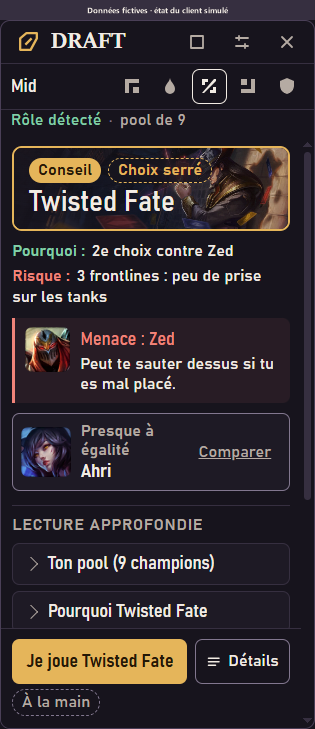 Données fictives · état du client simulé
DRAFT
Mid
Rôle détecté · pool de 9
Conseil
Choix serré
Twisted Fate
Pourquoi : 2e choix contre Zed
Risque : 3 frontlines : peu de prise
sur les tanks
Menace : Zed
Peut te sauter dessus si tu
es mal placé.
Presque à
égalité
Ahri
Comparer
LECTURE APPROFONDIE
Ton pool (9 champions)
Pourquoi Twisted Fate
Je joue Twisted Fate
Détails
À la main